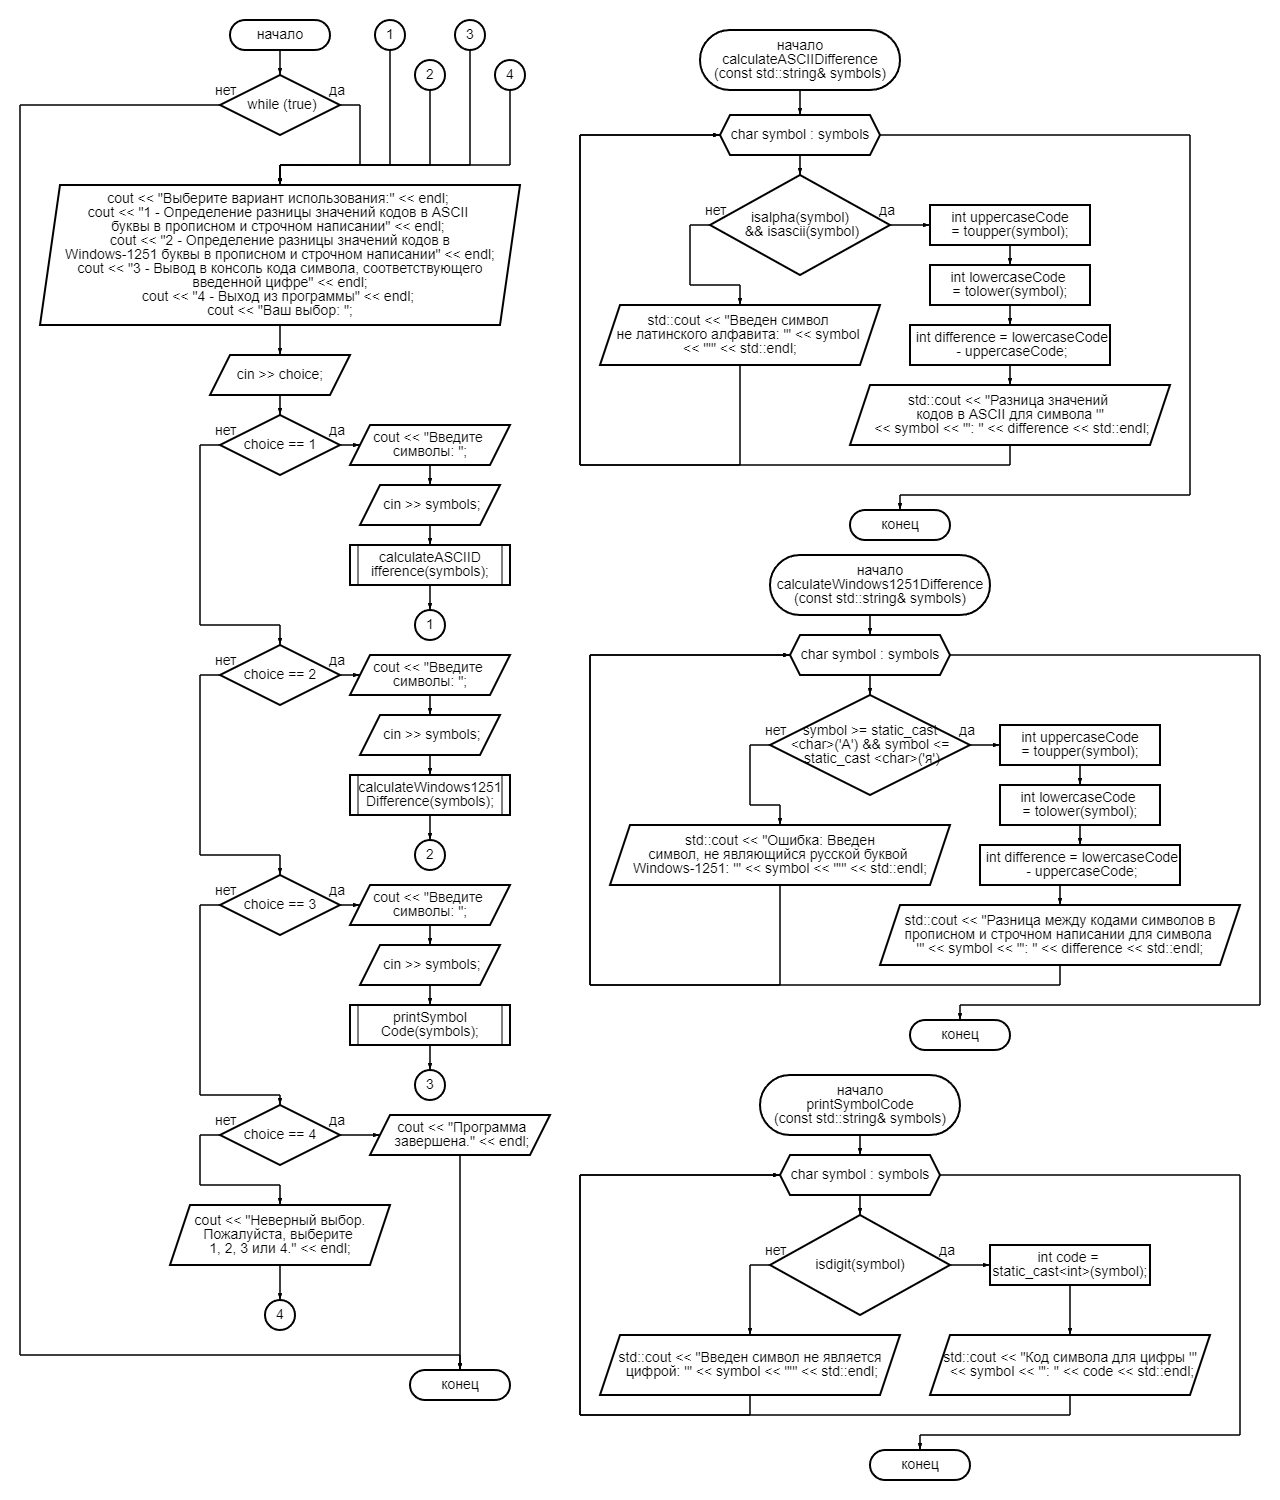 начало
1
3
2
4
нет
да
while (true)
cout << "Выберите вариант использования:" << endl;
cout << "1 - Определение разницы значений кодов в ASCII
буквы в прописном и строчном написании" << endl;
cout << "2 - Определение разницы значений кодов в
Windows-1251 буквы в прописном и строчном написании" << endl;
cout << "3 - Вывод в консоль кода символа, соответствующего
введенной цифре" << endl;
cout << "4 - Выход из программы" << endl;
cout << "Ваш выбор: ";
cin >> choice;
нет
да
choice == 1
cout << "Введите
символы: ";
cin >> symbols;
calculateASCIID
ifference(symbols);
1
нет
да
choice == 2
cout << "Введите
символы: ";
cin >> symbols;
calculateWindows1251
Difference(symbols);
2
нет
да
choice == 3
cout << "Введите
символы: ";
cin >> symbols;
printSymbol
Code(symbols);
3
нет
да
choice == 4
cout << "Программа
завершена." << endl;
cout << "Неверный выбор.
Пожалуйста, выберите
1, 2, 3 или 4." << endl;
4
конец
начало
calculateASCIIDifference
(const std::string& symbols)
char symbol : symbols
нет
да
isalpha(symbol)
&& isascii(symbol)
int uppercaseCode
= toupper(symbol);
int lowercaseCode
= tolower(symbol);
int difference = lowercaseCode
- uppercaseCode;
std::cout << "Введен символ
не латинского алфавита: '" << symbol
<< "'" << std::endl;
std::cout << "Разница значений
кодов в ASCII для символа '"
<< symbol << "': " << difference << std::endl;
конец
начало
calculateWindows1251Difference
(const std::string& symbols)
char symbol : symbols
нет
да
symbol >= static_cast
<char>('А') && symbol <=
static_cast <char>('я')
int uppercaseCode
= toupper(symbol);
int lowercaseCode
= tolower(symbol);
int difference = lowercaseCode
- uppercaseCode;
std::cout << "Ошибка: Введен
символ, не являющийся русской буквой
Windows-1251: '" << symbol << "'" << std::endl;
std::cout << "Разница между кодами символов в
прописном и строчном написании для символа
'" << symbol << "': " << difference << std::endl;
конец
начало
printSymbolCode
(const std::string& symbols)
char symbol : symbols
нет
да
isdigit(symbol)
int code =
static_cast<int>(symbol);
std::cout << "Введен символ не является
цифрой: '" << symbol << "'" << std::endl;
std::cout << "Код символа для цифры '"
<< symbol << "': " << code << std::endl;
конец